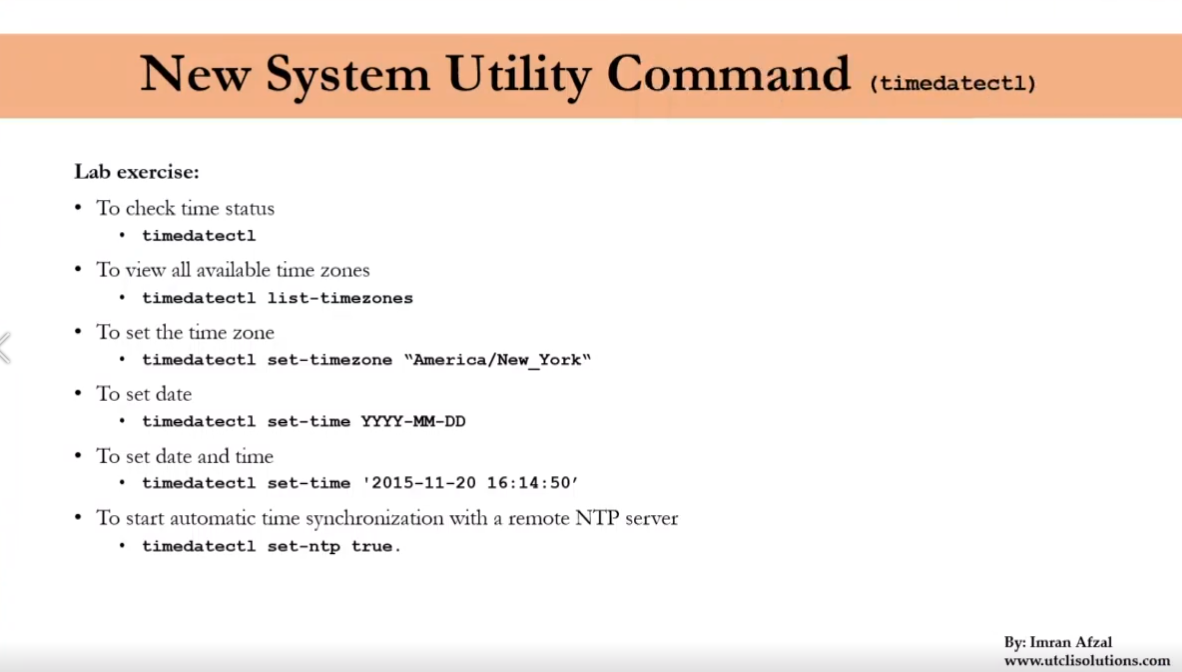 New System Utility Command (timedatectl)
Lab exercise:
• To check time status
• timedatectl
• To view all available time zones
• timedatectl list-timezones
• To set the time zone
• timedatectl set-timezone “America/New_York“
• To set date
• timedatectl set-time YYYY-MM-DD
• To set date and time
• timedatectl set-time '2015-11-20 16:14:50’
• To start automatic time synchronization with a remote NTP server
• timedatectl set-ntp true.
By: Imran Afzal
www.utclisolutions.com